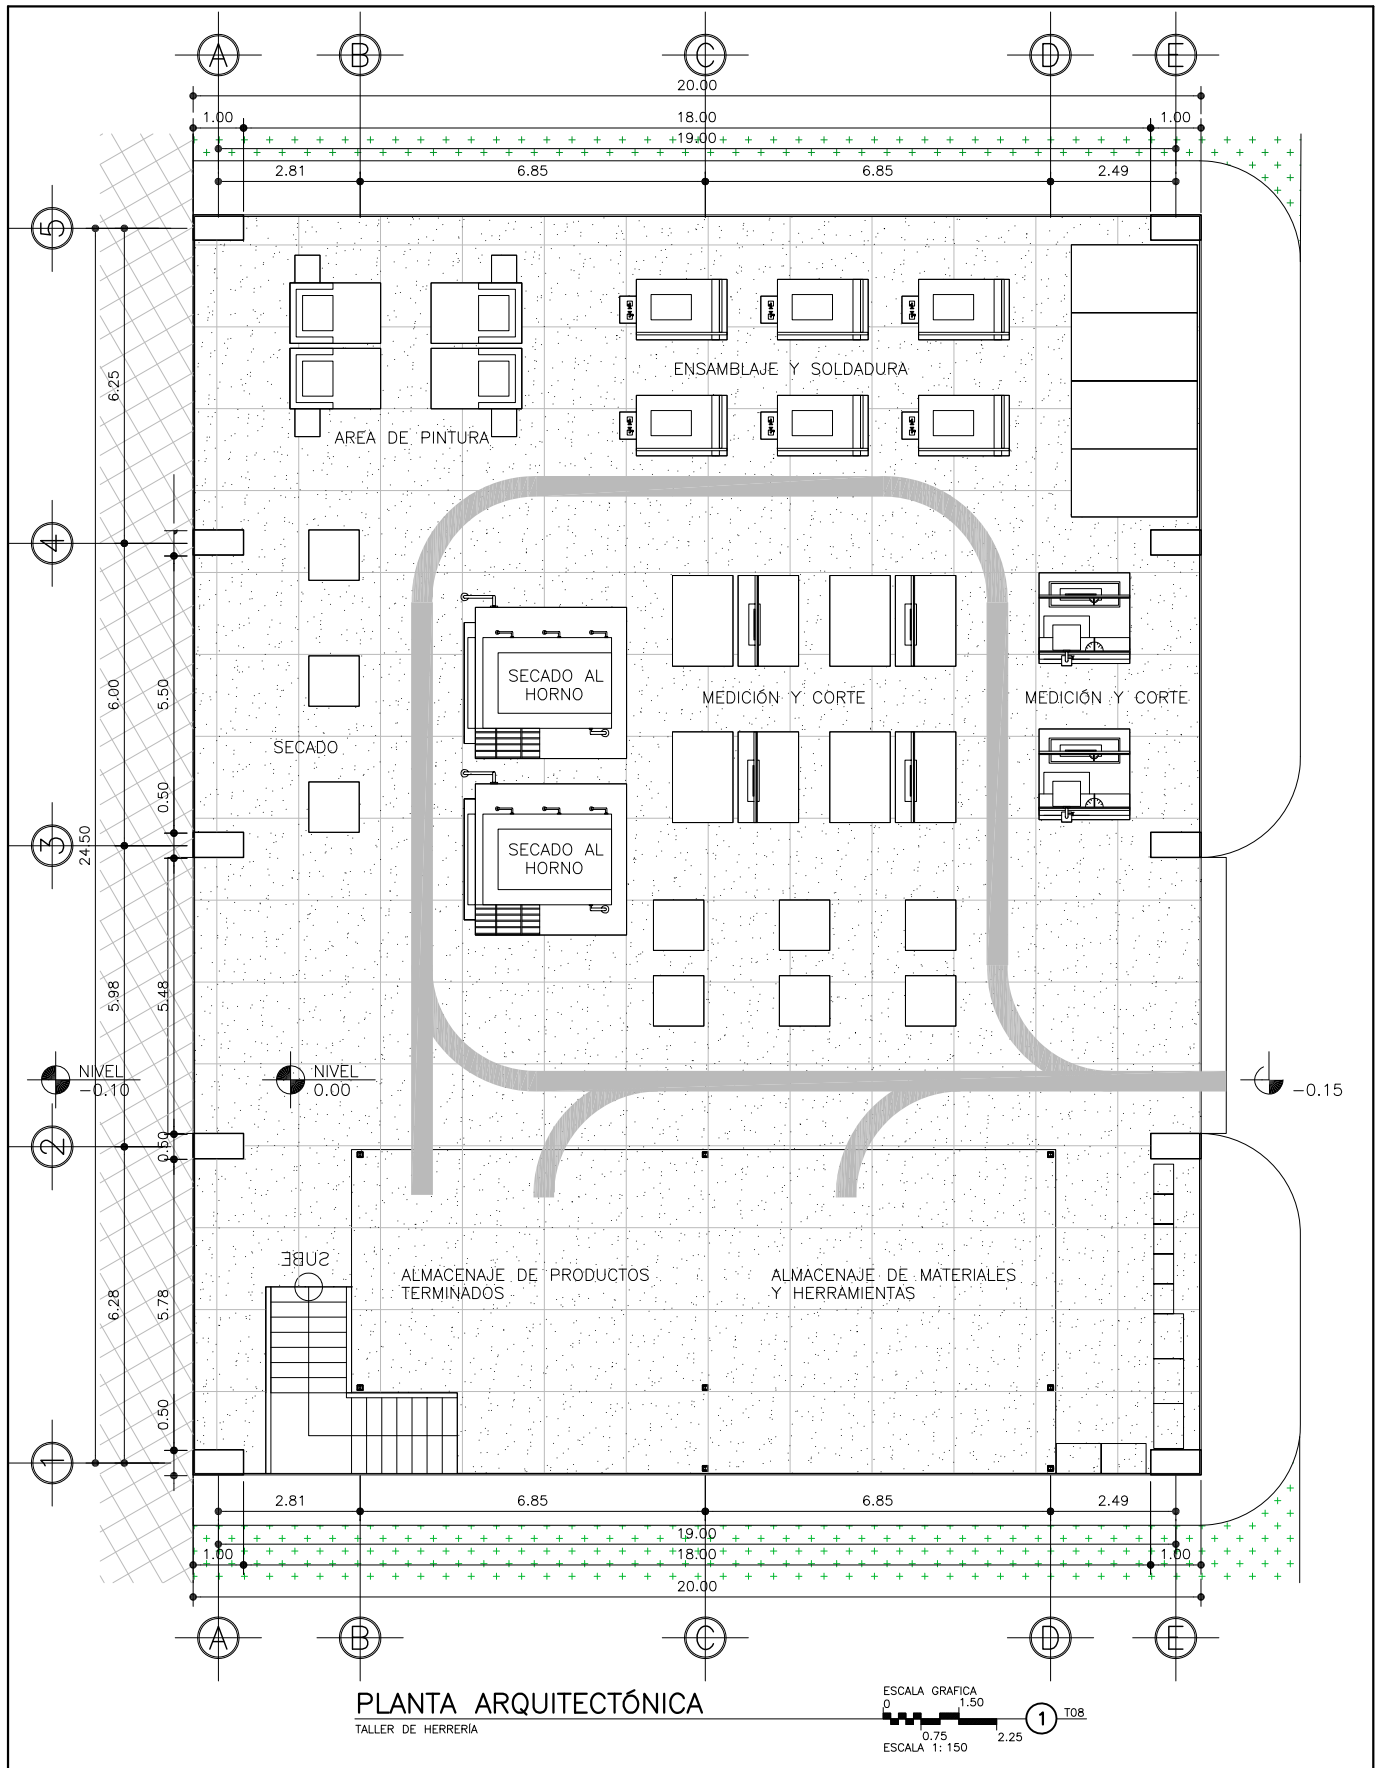 A B C D E
20.00
1.00 18.00 1.00
19.00
2.81 6.85 6.85 2.49
5
6.25
ENSAMBLAJE Y SOLDADURA
AREA DE PINTURA
4
6.00
5.50
SECADO AL
HORNO
MEDICIÓN Y CORTE
MEDICIÓN Y CORTE
SECADO
0.50
3
24.50
SECADO AL
HORNO
5.98
5.48
NIVEL
-0.10
NIVEL
0.00
-0.15
2
0.50
SUBE
ALMACENAJE DE PRODUCTOS
TERMINADOS
ALMACENAJE DE MATERIALES
Y HERRAMIENTAS
6.28
5.78
0.50
1
2.81 6.85 6.85 2.49
19.00
1.00 18.00 1.00
20.00
A B C D E
PLANTA ARQUITECTÓNICA
TALLER DE HERRERÍA
ESCALA GRAFICA
0 1.50
0.75 2.25
ESCALA 1: 150
1 T08